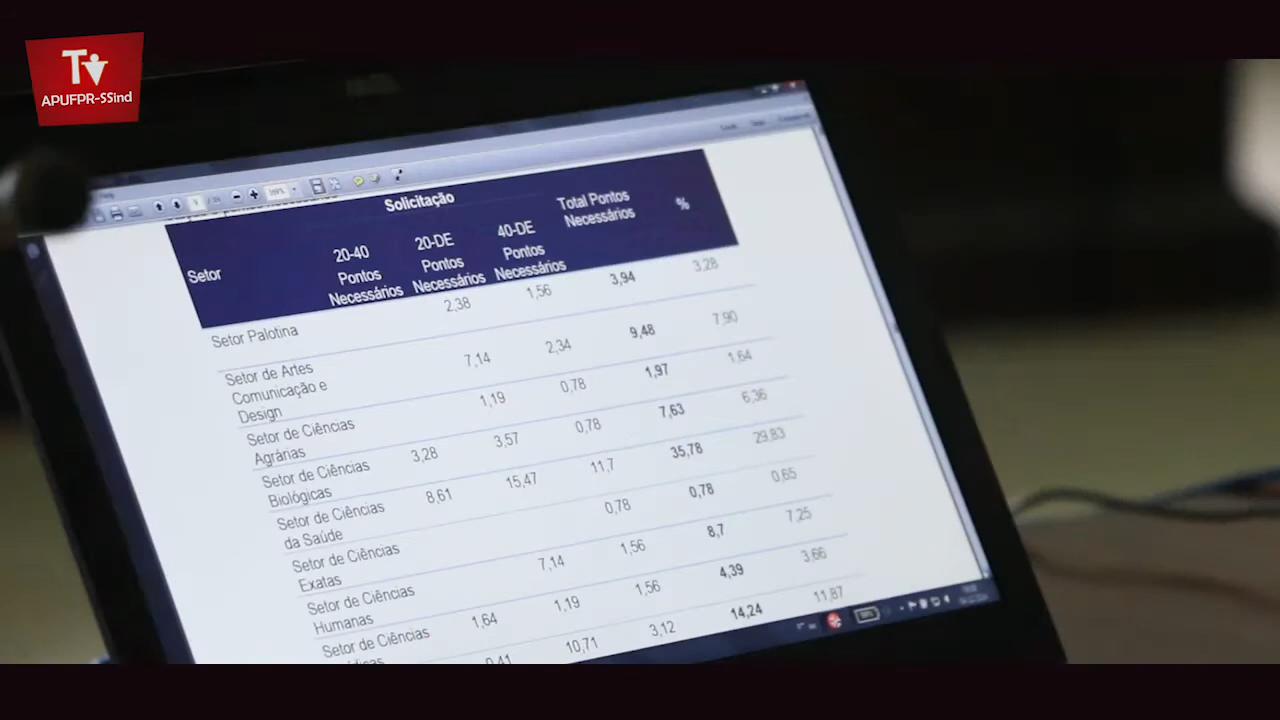 TV
APUFPR-SSind
Solicitação
Setor
20-40
Pontos
Necessários
20-DE
Pontos
Necessários
40-DE
Pontos
Necessários
Total Pontos
Necessários
%
Setor Palotina 2,38 1,56 3,94 3,28
Setor de Artes
Comunicação e
Design
7,14 2,34 9,48 7,90
Setor de Ciências
Agrárias
1,19 0,78 1,97 1,64
Setor de Ciências
Biológicas
3,28 3,57 0,78 7,63 6,36
Setor de Ciências
da Saúde
8,61 15,47 11,7 35,78 29,83
Setor de Ciências
Exatas
0,78 0,78 0,65
Setor de Ciências
Humanas
7,14 1,56 8,7 7,25
Setor de Ciências
1,64 1,19 1,56 4,39 3,66
0,41 10,71 3,12 14,24 11,87